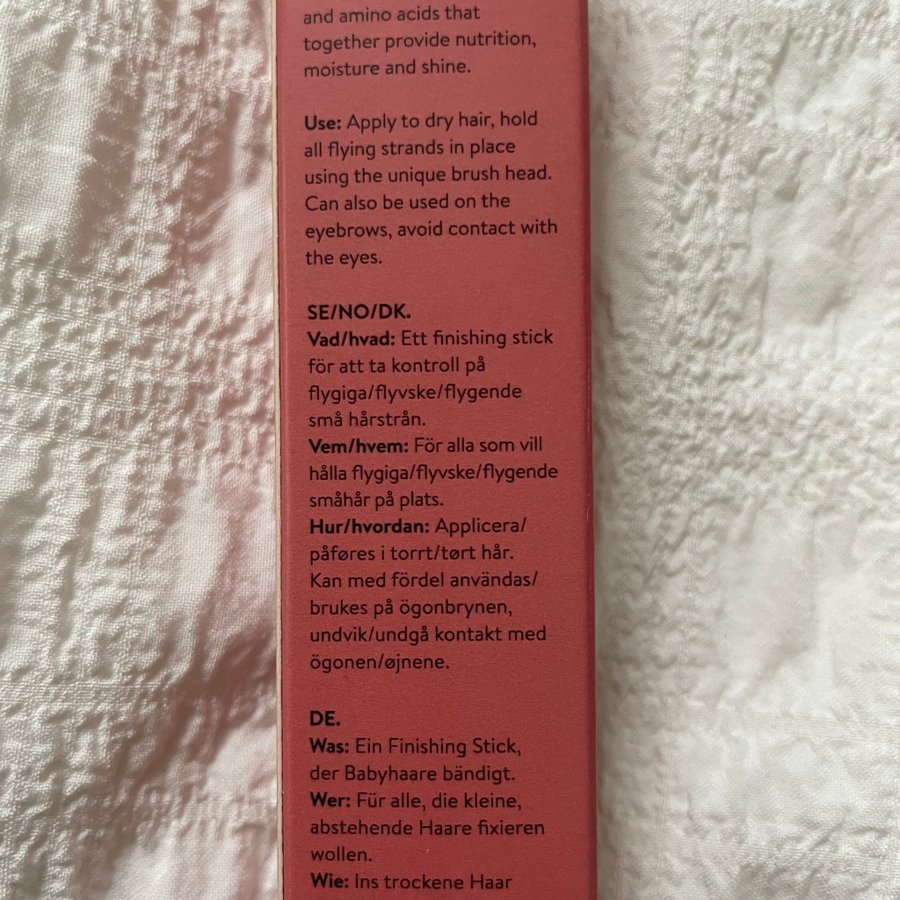 and amino acids that
together provide nutrition,
moisture and shine.
Use: Apply to dry hair, hold
all flying strands in place
using the unique brush head.
Can also be used on the
eyebrows, avoid contact with
the eyes.
SE/NO/DK.
Vad/hvad: Ett finishing stick
för att ta kontroll på
flygiga/flyvske/flygende
små hårstrån.
Vem/hvem: För alla som vill
hålla flygiga/flyvske/flygende
småhår på plats.
Hur/hvordan: Applicera/
påføres i torrt/tørt hår.
Kan med fördel användas/
brukes på ögonbrynen,
undvik/undgå kontakt med
ögonen/øjnene.
DE.
Was: Ein Finishing Stick,
der Babyhaare bändigt.
Wer: Für alle, die kleine,
abstehende Haare fixieren
wollen.
Wie: Ins trockene Haar